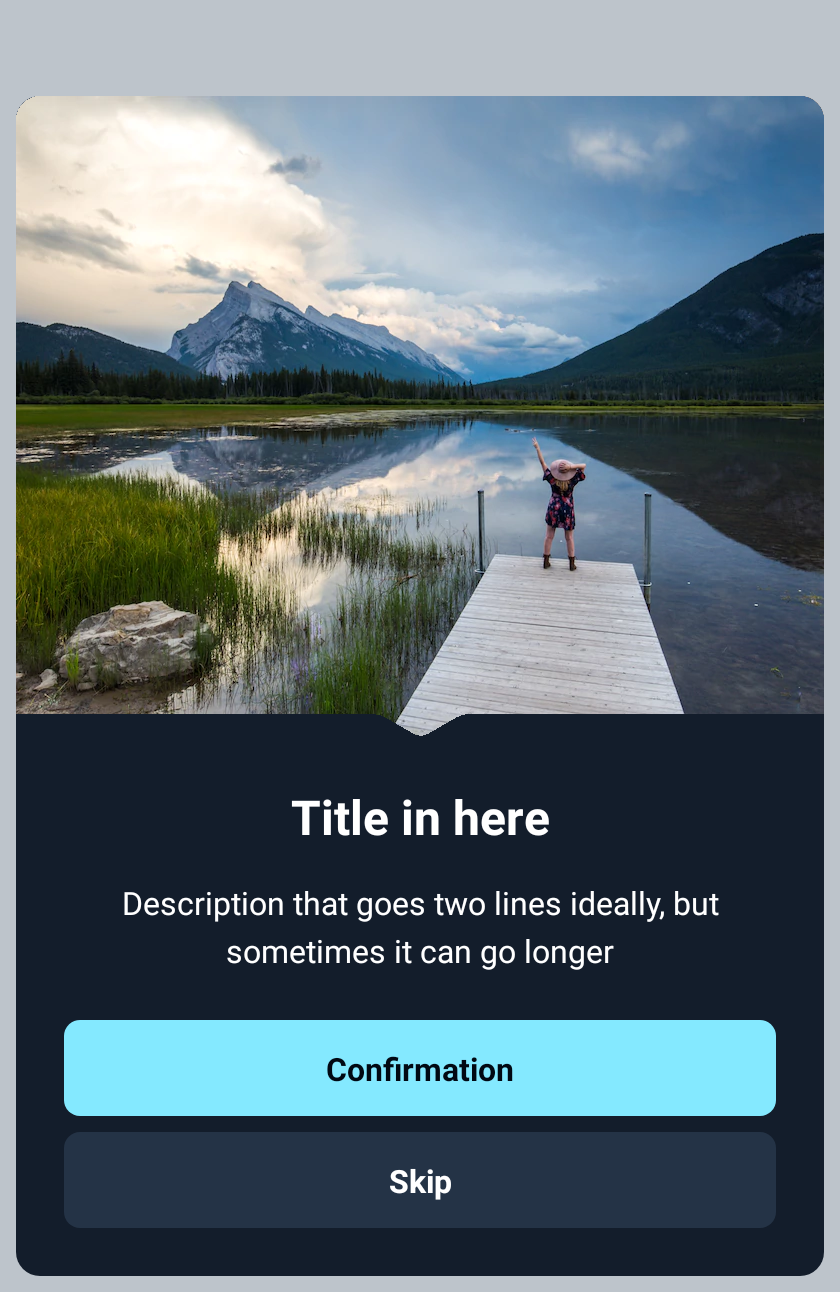 Title in here
Description that goes two lines ideally, but
sometimes it can go longer
Confirmation
Skip